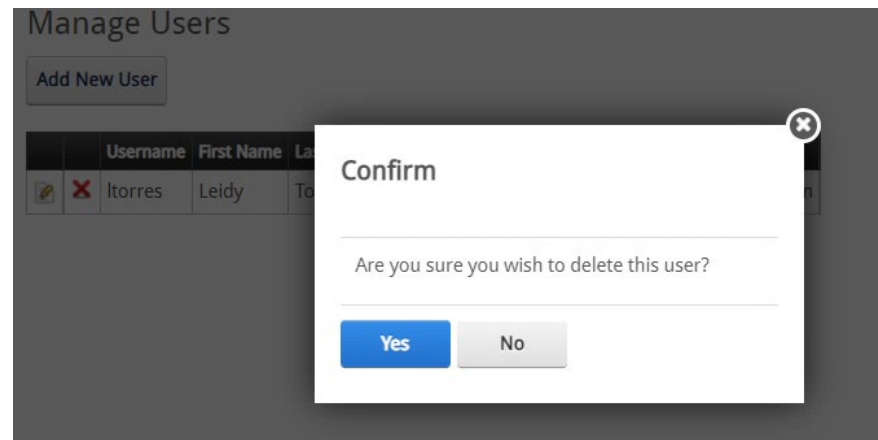 Manage Users
Add New User
Username First Name
ltorres Leidy
Confirm
Are you sure you wish to delete this user?
Yes No